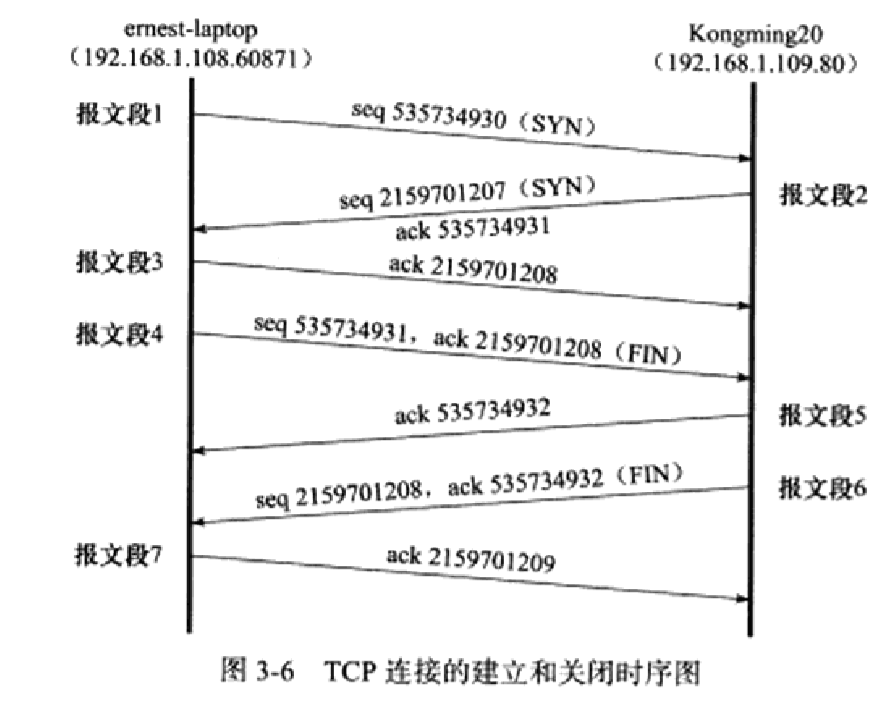 ernest-laptop
(192.168.1.108.60871)
Kongming20
(192.168.1.109.80)
报文段1
seq 535734930（SYN）
seq 2159701207（SYN）
报文段2
ack 535734931
报文段3
ack 2159701208
报文段4
seq 535734931，ack 2159701208（FIN）
ack 535734932
报文段5
seq 2159701208，ack 535734932（FIN）
报文段6
报文段7
ack 2159701209
图 3-6 TCP 连接的建立和关闭时序图